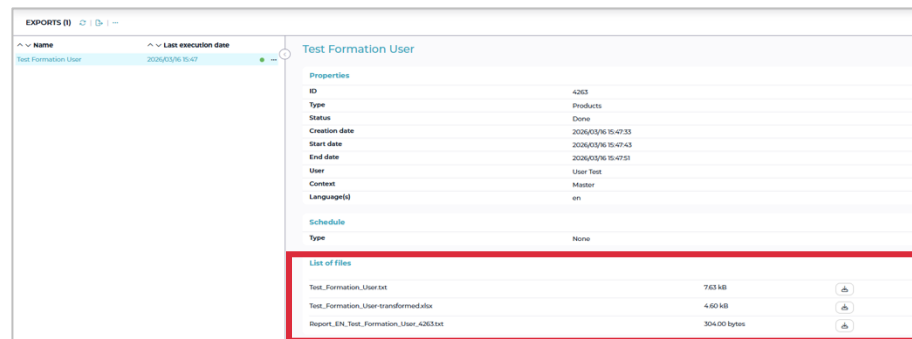 EXPORTS (1)
Name Last execution date
Test Formation User 2026/03/16 15:47
Test Formation User
Properties
ID 4263
Type Products
Status Done
Creation date 2026/03/16 15:47:33
Start date 2026/03/16 15:47:43
End date 2026/03/16 15:47:51
User User Test
Context Master
Language(s) en
Schedule
Type None
List of files
Test_Formation_User.txt 7.63 kB
Test_Formation_User-transformed.xlsx 4.60 kB
Report_EN_Test_Formation_User_4263.txt 304.00 bytes